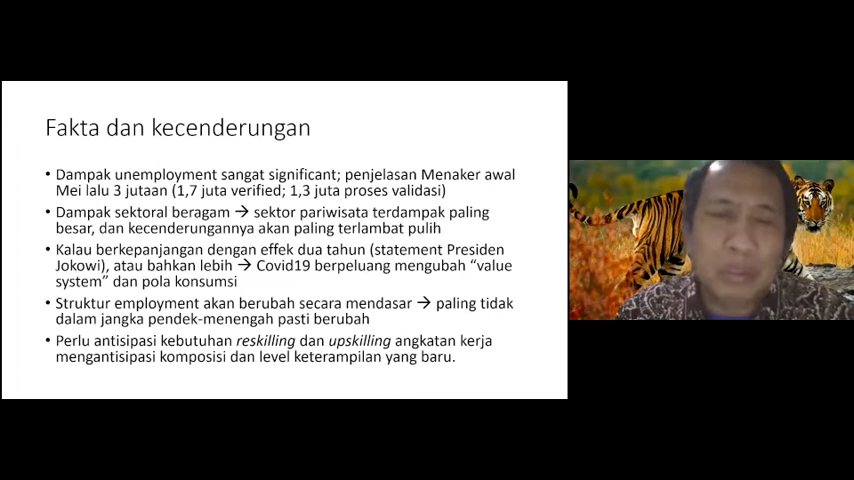 Fakta dan kecenderungan
• Dampak unemployment sangat significant; penjelasan Menaker awal
Mei lalu 3 jutaan (1,7 juta verified; 1,3 juta proses validasi)
• Dampak sektoral beragam → sektor pariwisata terdampak paling
besar, dan kecenderungannya akan paling terlambat pulih
• Kalau berkepanjangan dengan effek dua tahun (statement Presiden
Jokowi), atau bahkan lebih → Covid19 berpeluang mengubah “value
system” dan pola konsumsi
• Struktur employment akan berubah secara mendasar → paling tidak
dalam jangka pendek-menengah pasti berubah
• Perlu antisipasi kebutuhan reskilling dan upskilling angkatan kerja
mengantisipasi komposisi dan level keterampilan yang baru.